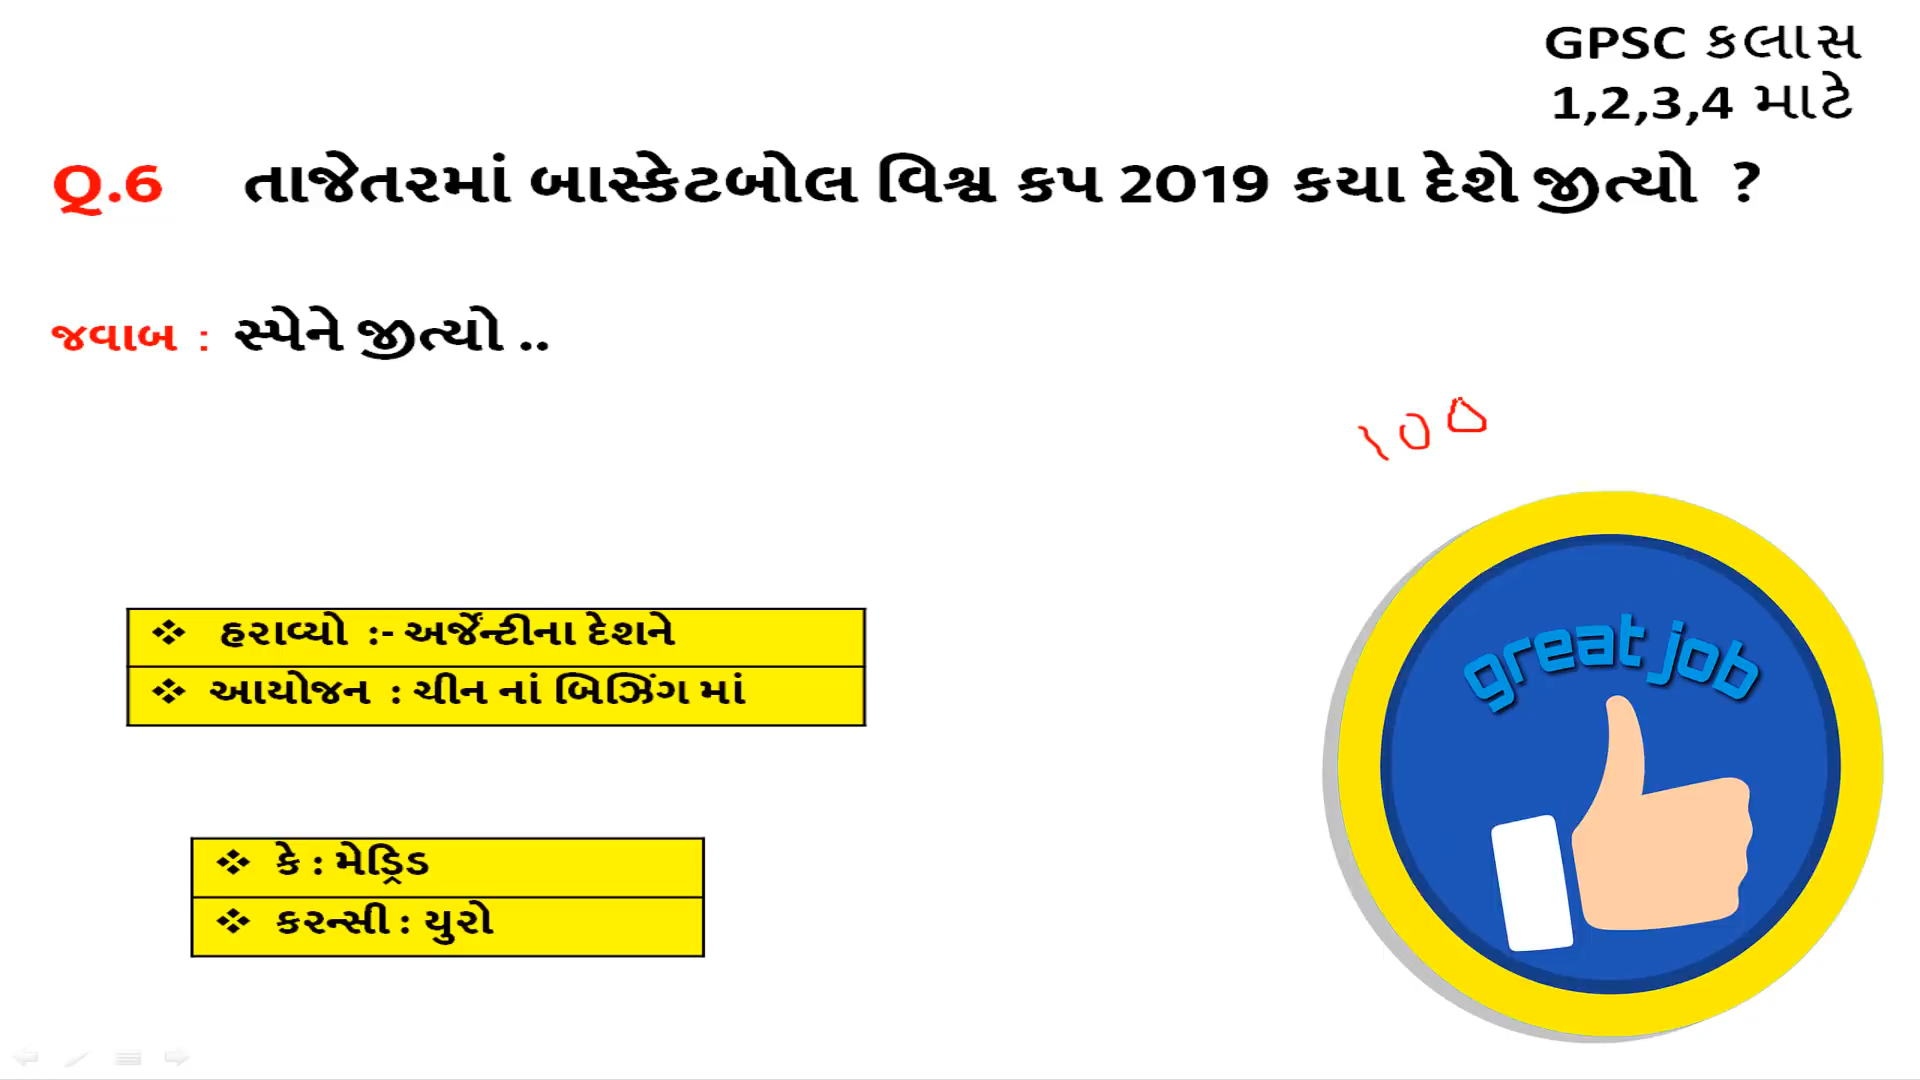 GPSC કલાસ
1,2,3,4 માટે
Q.6 તાજેતરમાં બાસ્કેટબોલ વિશ્વ કપ 2019 કયા દેશે જીત્યો ?
જવાબ : સ્પેને જીત્યો ..
100
❖ હરાવ્યો :- અર્જેન્ટીના દેશને
❖ આયોજન : ચીન નાં બિઝિંગ માં
great job
❖ કે : મેડ્રિડ
❖ કરન્સી : યુરો